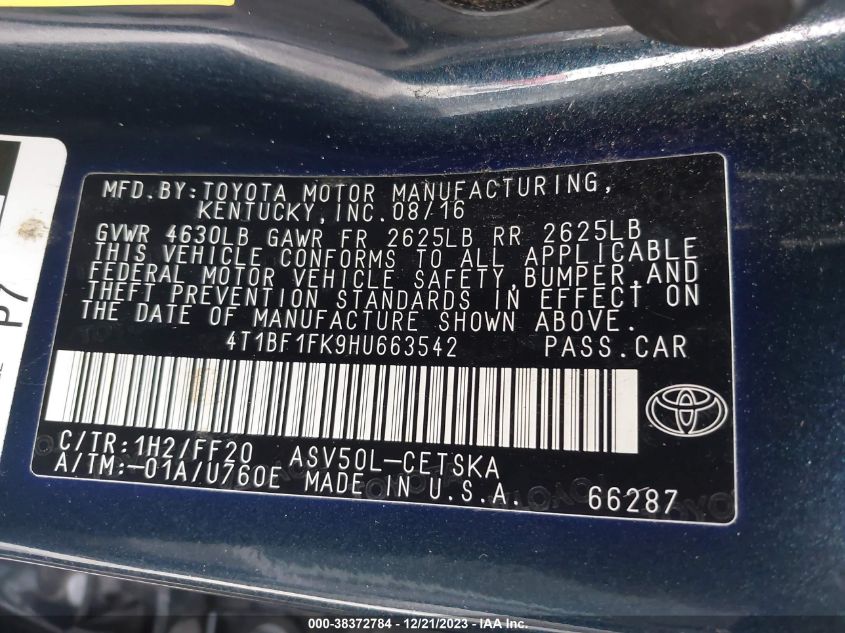 MFD.BY:TOYOTA MOTOR MANUFACTURING,
KENTUCKY,INC.08/16
GVWR 4630LB GAWR FR 2625LB RR 2625LB
THIS VEHICLE CONFORMS TO ALL APPLICABLE
FEDERAL MOTOR VEHICLE SAFETY,BUMPER,AND
THEFT PREVENTION STANDARDS IN EFFECT ON
THE DATE OF MANUFACTURE SHOWN ABOVE.
4T1BF1FK9HU663542 PASS.CAR
C/TR:1H2/FF20 ASV50L-CETSKA
A/TM:-01A/U760E MADE IN U.S.A.
66287
P7
000-38372784 - 12/21/2023 - IAA Inc.